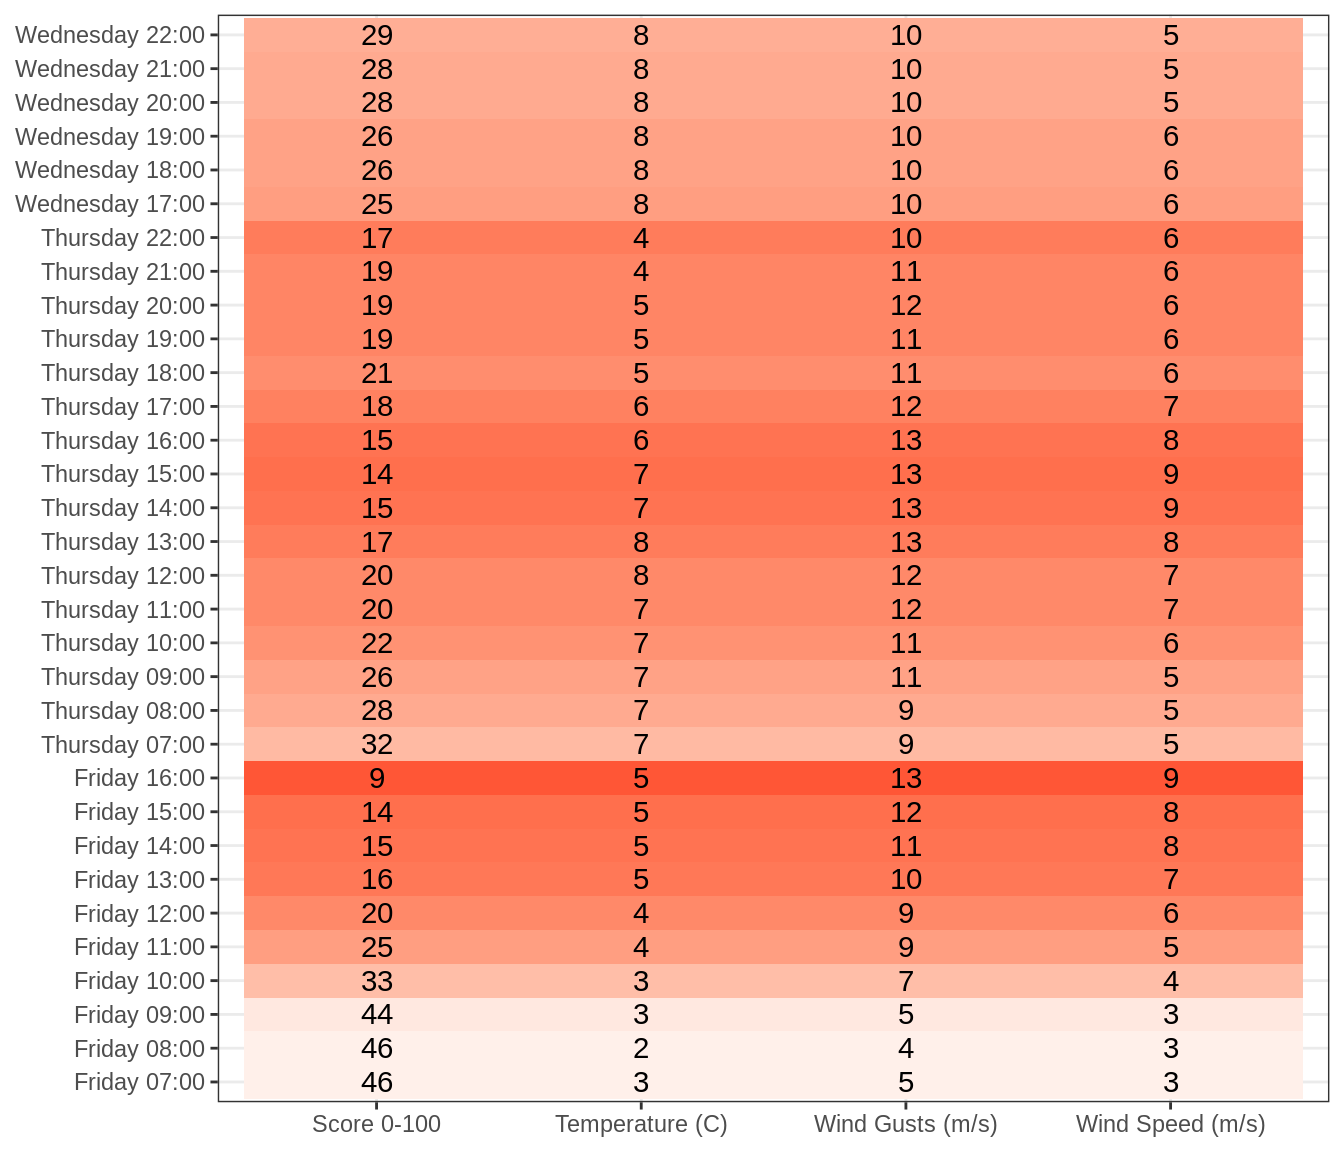 Wednesday 22:00 29 8 10 5
Wednesday 21:00 28 8 10 5
Wednesday 20:00 28 8 10 5
Wednesday 19:00 26 8 10 6
Wednesday 18:00 26 8 10 6
Wednesday 17:00 25 8 10 6
Thursday 22:00 17 4 10 6
Thursday 21:00 19 4 11 6
Thursday 20:00 19 5 12 6
Thursday 19:00 19 5 11 6
Thursday 18:00 21 5 11 6
Thursday 17:00 18 6 12 7
Thursday 16:00 15 6 13 8
Thursday 15:00 14 7 13 9
Thursday 14:00 15 7 13 9
Thursday 13:00 17 8 13 8
Thursday 12:00 20 8 12 7
Thursday 11:00 20 7 12 7
Thursday 10:00 22 7 11 6
Thursday 09:00 26 7 11 5
Thursday 08:00 28 7 9 5
Thursday 07:00 32 7 9 5
Friday 16:00 9 5 13 9
Friday 15:00 14 5 12 8
Friday 14:00 15 5 11 8
Friday 13:00 16 5 10 7
Friday 12:00 20 4 9 6
Friday 11:00 25 4 9 5
Friday 10:00 33 3 7 4
Friday 09:00 44 3 5 3
Friday 08:00 46 2 4 3
Friday 07:00 46 3 5 3
Score 0-100 Temperature (C) Wind Gusts (m/s) Wind Speed (m/s)